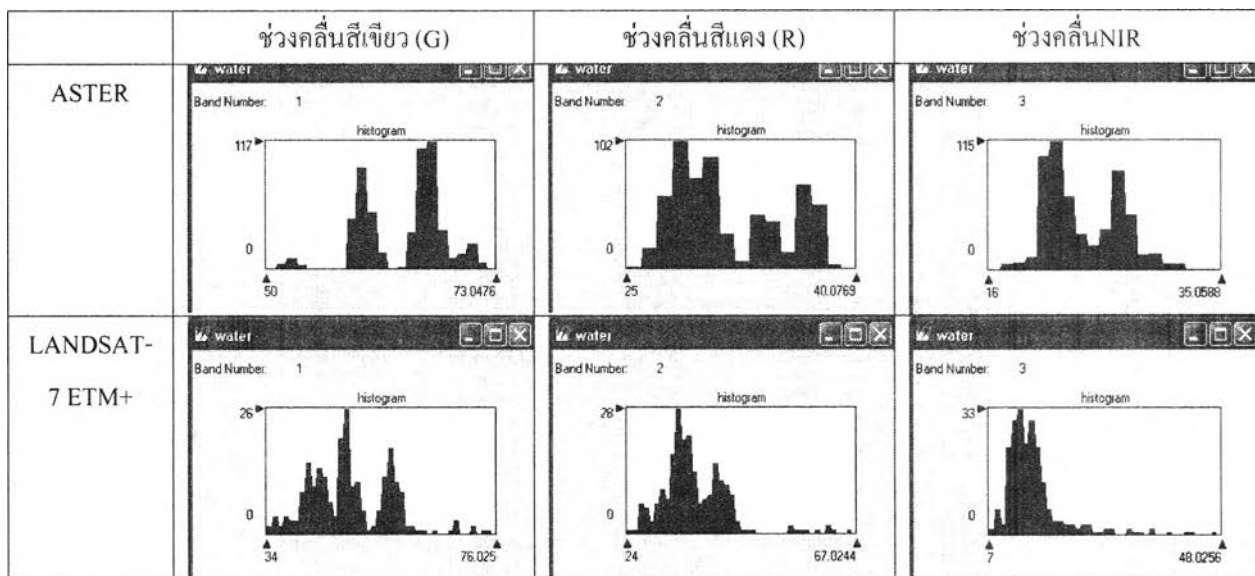 ช่วงคลื่นสีเขียว (G) ช่วงคลื่นสีแดง (R) ช่วงคลื่นNIR
ASTER
water water water
Band Number: 1 Band Number: 2 Band Number: 3
histogram histogram histogram
117 102 115
0 0 0
50 73.0476 25 40.0769 16 35.0588
LANDSAT-
7 ETM+
water water water
Band Number: 1 Band Number: 2 Band Number: 3
histogram histogram histogram
26 28 33
0 0 0
34 76.025 24 67.0244 7 48.0256